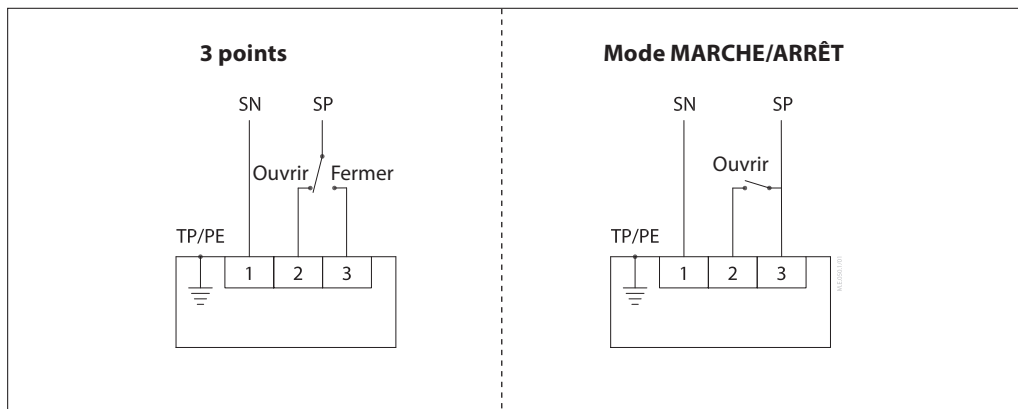 3 points
SN SP
Ouvrir Fermer
TP/PE
1 2 3
Mode MARCHE/ARRÊT
SN SP
Ouvrir
TP/PE
1 2 3